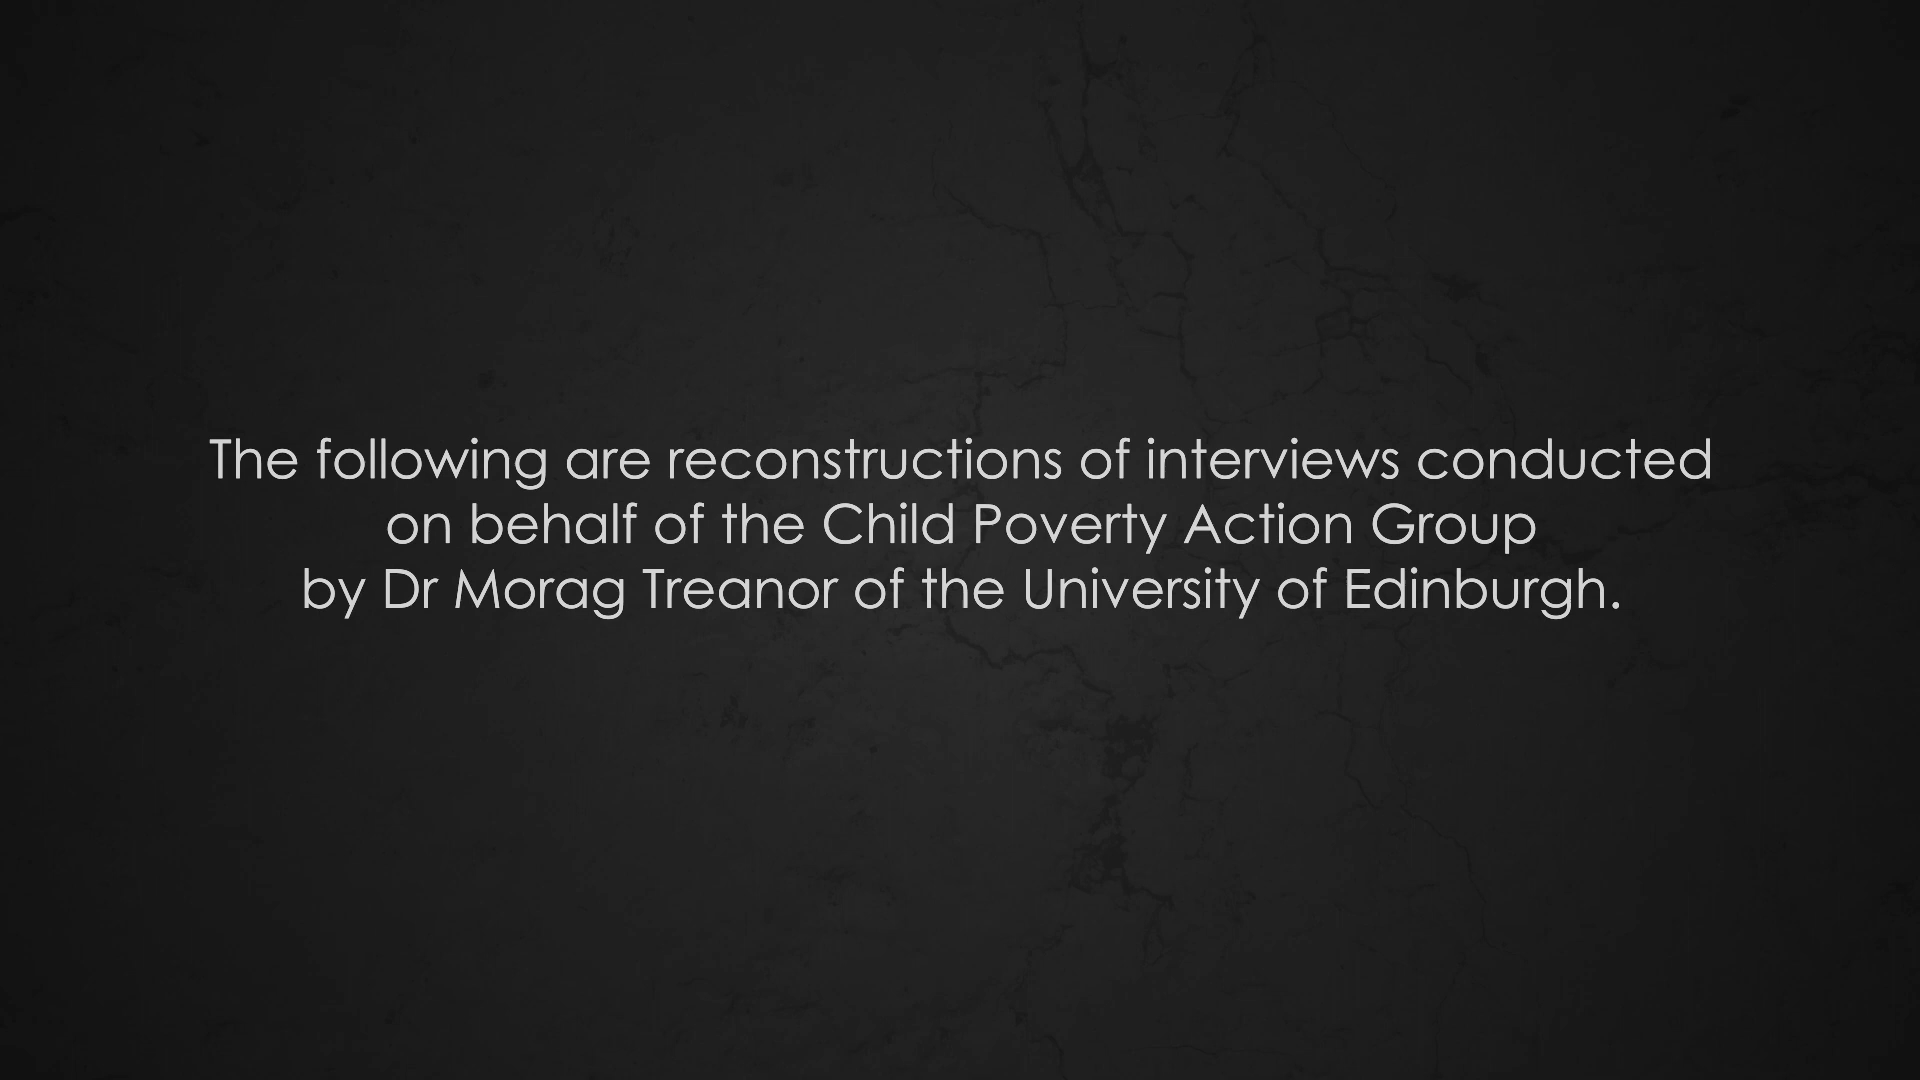 The following are reconstructions of interviews conducted
on behalf of the Child Poverty Action Group
by Dr Morag Treanor of the University of Edinburgh.